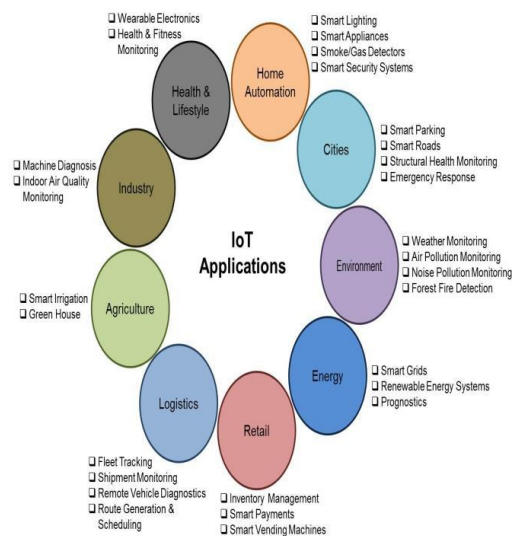 ❑ Wearable Electronics
❑ Health & Fitness
Monitoring
Health &
Lifestyle
Home
Automation
❑ Smart Lighting
❑ Smart Appliances
❑ Smoke/Gas Detectors
❑ Smart Security Systems
Cities
❑ Smart Parking
❑ Smart Roads
❑ Structural Health Monitoring
❑ Emergency Response
❑ Machine Diagnosis
❑ Indoor Air Quality
Monitoring
Industry
IoT
Applications
Environment
❑ Weather Monitoring
❑ Air Pollution Monitoring
❑ Noise Pollution Monitoring
❑ Forest Fire Detection
❑ Smart Irrigation
❑ Green House
Agriculture
Energy
❑ Smart Grids
❑ Renewable Energy Systems
❑ Prognostics
Logistics
❑ Fleet Tracking
❑ Shipment Monitoring
❑ Remote Vehicle Diagnostics
❑ Route Generation &
Scheduling
Retail
❑ Inventory Management
❑ Smart Payments
❑ Smart Vending Machines